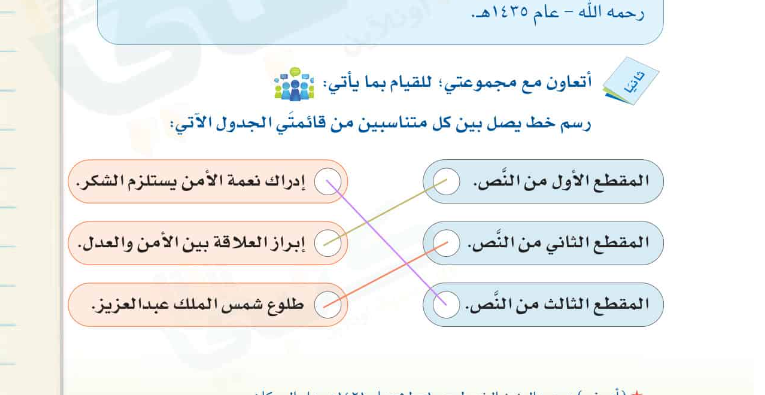 رحمه الله – عام ١٤٣٥هـ.
ثانيًا
أتعاون مع مجموعتي؛ للقيام بما يأتي:
رسم خط يصل بين كل متناسبين من قائمتَي الجدول الآتي:
المقطع الأول من النَّص.
إدراك نعمة الأمن يستلزم الشكر.
المقطع الثاني من النَّص.
إبراز العلاقة بين الأمن والعدل.
المقطع الثالث من النَّص.
طلوع شمس الملك عبدالعزيز.